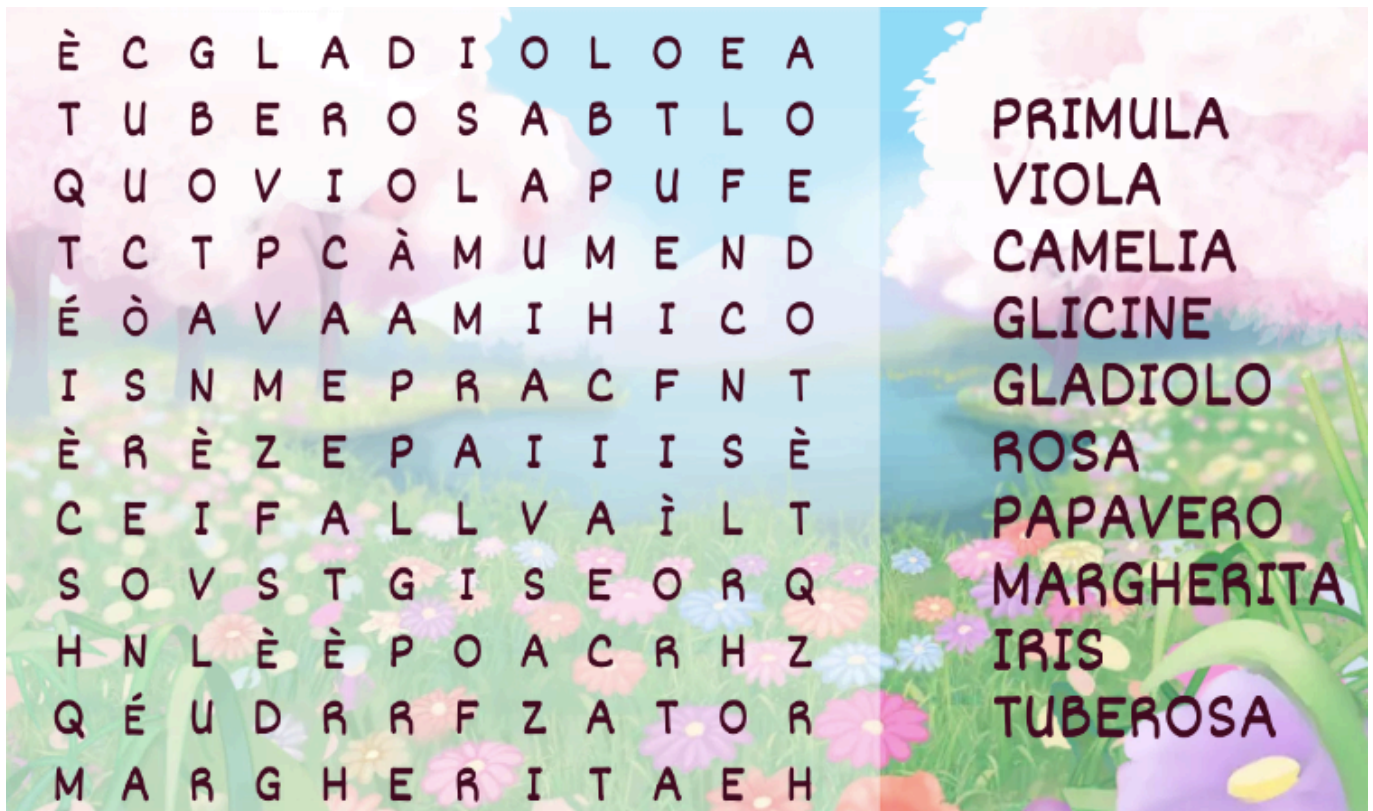 È C G L A D I O L O E A
T U B E R O S A B T L O
Q U O V I O L A P U F E
T C T P C À M U M E N D
É Ò A V A A M I H I C O
I S N M E P R A C F N T
È R È Z E P A I I I S È
C E I F A L L V A Ì L T
S O V S T G I S E O R Q
H N L È È P O A C R H Z
Q É U D R R F Z A T O R
M A R G H E R I T A E H
PRIMULA
VIOLA
CAMELIA
GLICINE
GLADIOLO
ROSA
PAPAVERO
MARGHERITA
IRIS
TUBEROSA